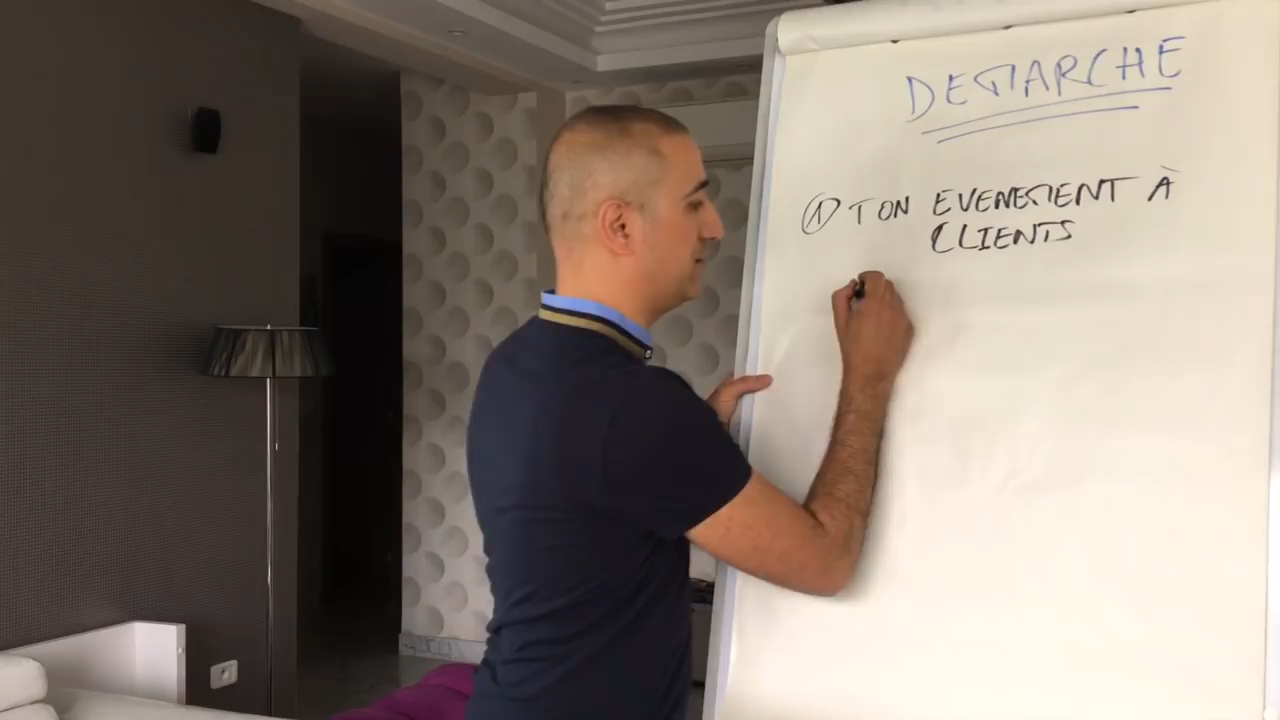 DEMARCHE
① TON EVENEMENT À
CLIENTS